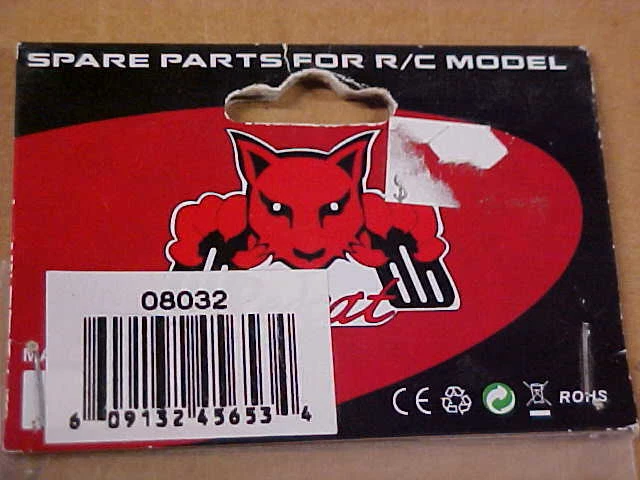 SPARE PARTS FOR R/C MODEL
08032
6 09132 45653 4
CE
ROHS